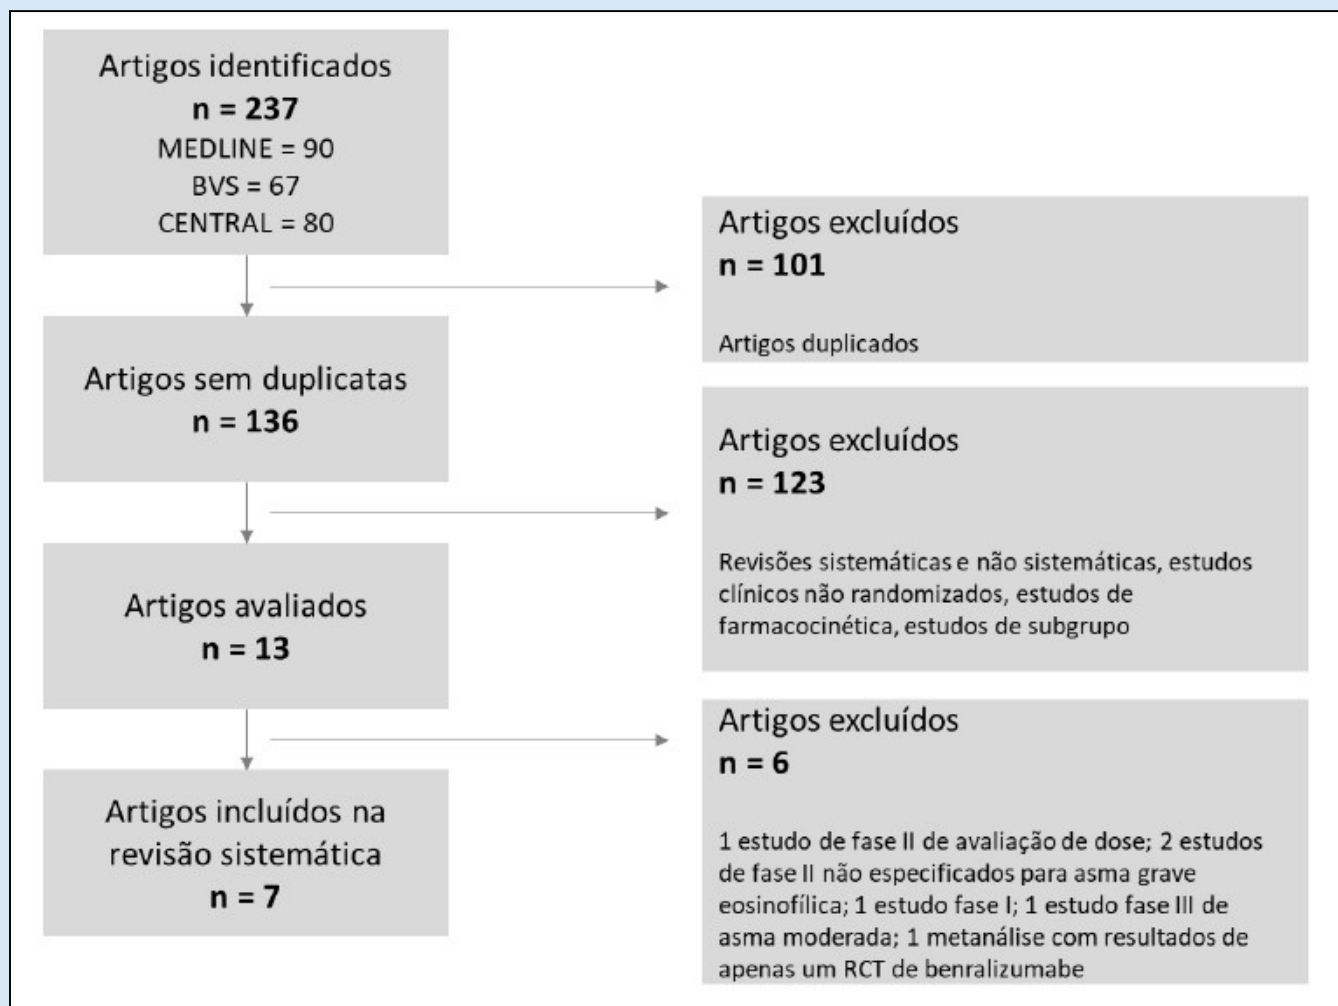 Artigos identificados
n = 237
MEDLINE = 90
BVS = 67
CENTRAL = 80
Artigos excluídos
n = 101
Artigos duplicados
Artigos sem duplicatas
n = 136
Artigos excluídos
n = 123
Revisões sistemáticas e não sistemáticas, estudos
clínicos não randomizados, estudos de
farmacocinética, estudos de subgrupo
Artigos avaliados
n = 13
Artigos excluídos
n = 6
1 estudo de fase II de avaliação de dose; 2 estudos
de fase II não especificados para asma grave
eosinofílica; 1 estudo fase I; 1 estudo fase III de
asma moderada; 1 metanálise com resultados de
apenas um RCT de benralizumabe
Artigos incluídos na
revisão sistemática
n = 7